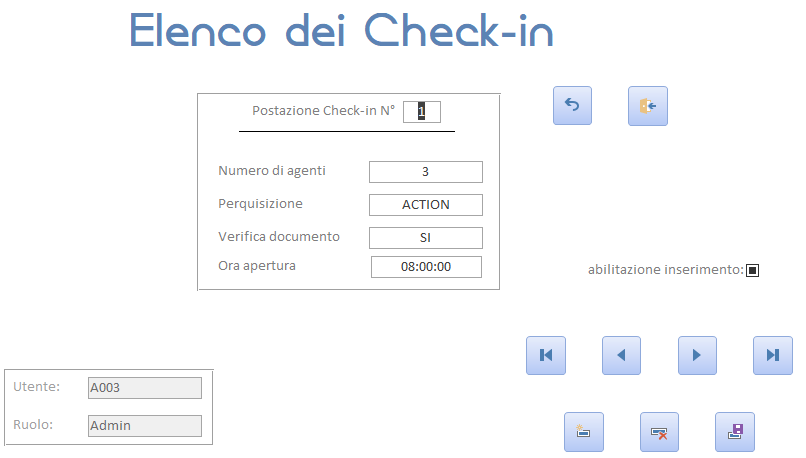 Elenco dei Check-in
Postazione Check-in N° 1
Numero di agenti 3
Perquisizione ACTION
Verifica documento SI
Ora apertura 08:00:00
abilitazione inserimento:
Utente: A003
Ruolo: Admin